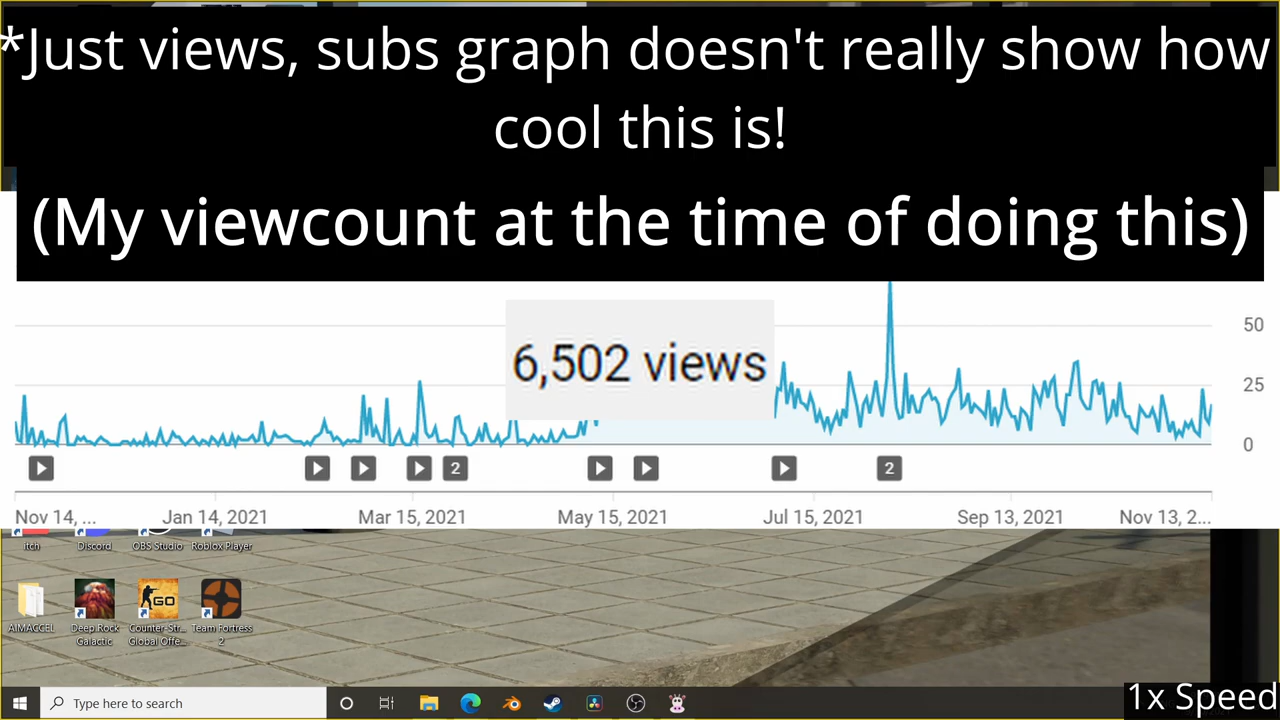 *Just views, subs graph doesn't really show how
cool this is!
(My viewcount at the time of doing this)
50
6,502 views
25
0
2
2
Nov 14, ...
Jan 14, 2021
Mar 15, 2021
May 15, 2021
Jul 15, 2021
Sep 13, 2021
Nov 13, 2...
itch
Discord
OBS Studio
Roblox Player
GO
AIMACCEL
Deep Rock
Galactic
Counter-Str...
Global Offe...
Team Fortress
2
Type here to search
1x Speed